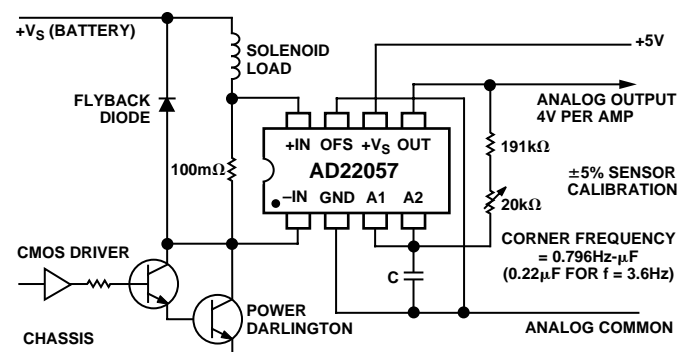 +VS (BATTERY)
SOLENOID
LOAD
+5V
FLYBACK
DIODE
ANALOG OUTPUT
4V PER AMP
+IN OFS +VS OUT
191kΩ
100mΩ
AD22057
±5% SENSOR
CALIBRATION
–IN GND A1 A2
20kΩ
CMOS DRIVER
CORNER FREQUENCY
= 0.796Hz-µF
(0.22µF FOR f = 3.6Hz)
C
POWER
DARLINGTON
CHASSIS
ANALOG COMMON